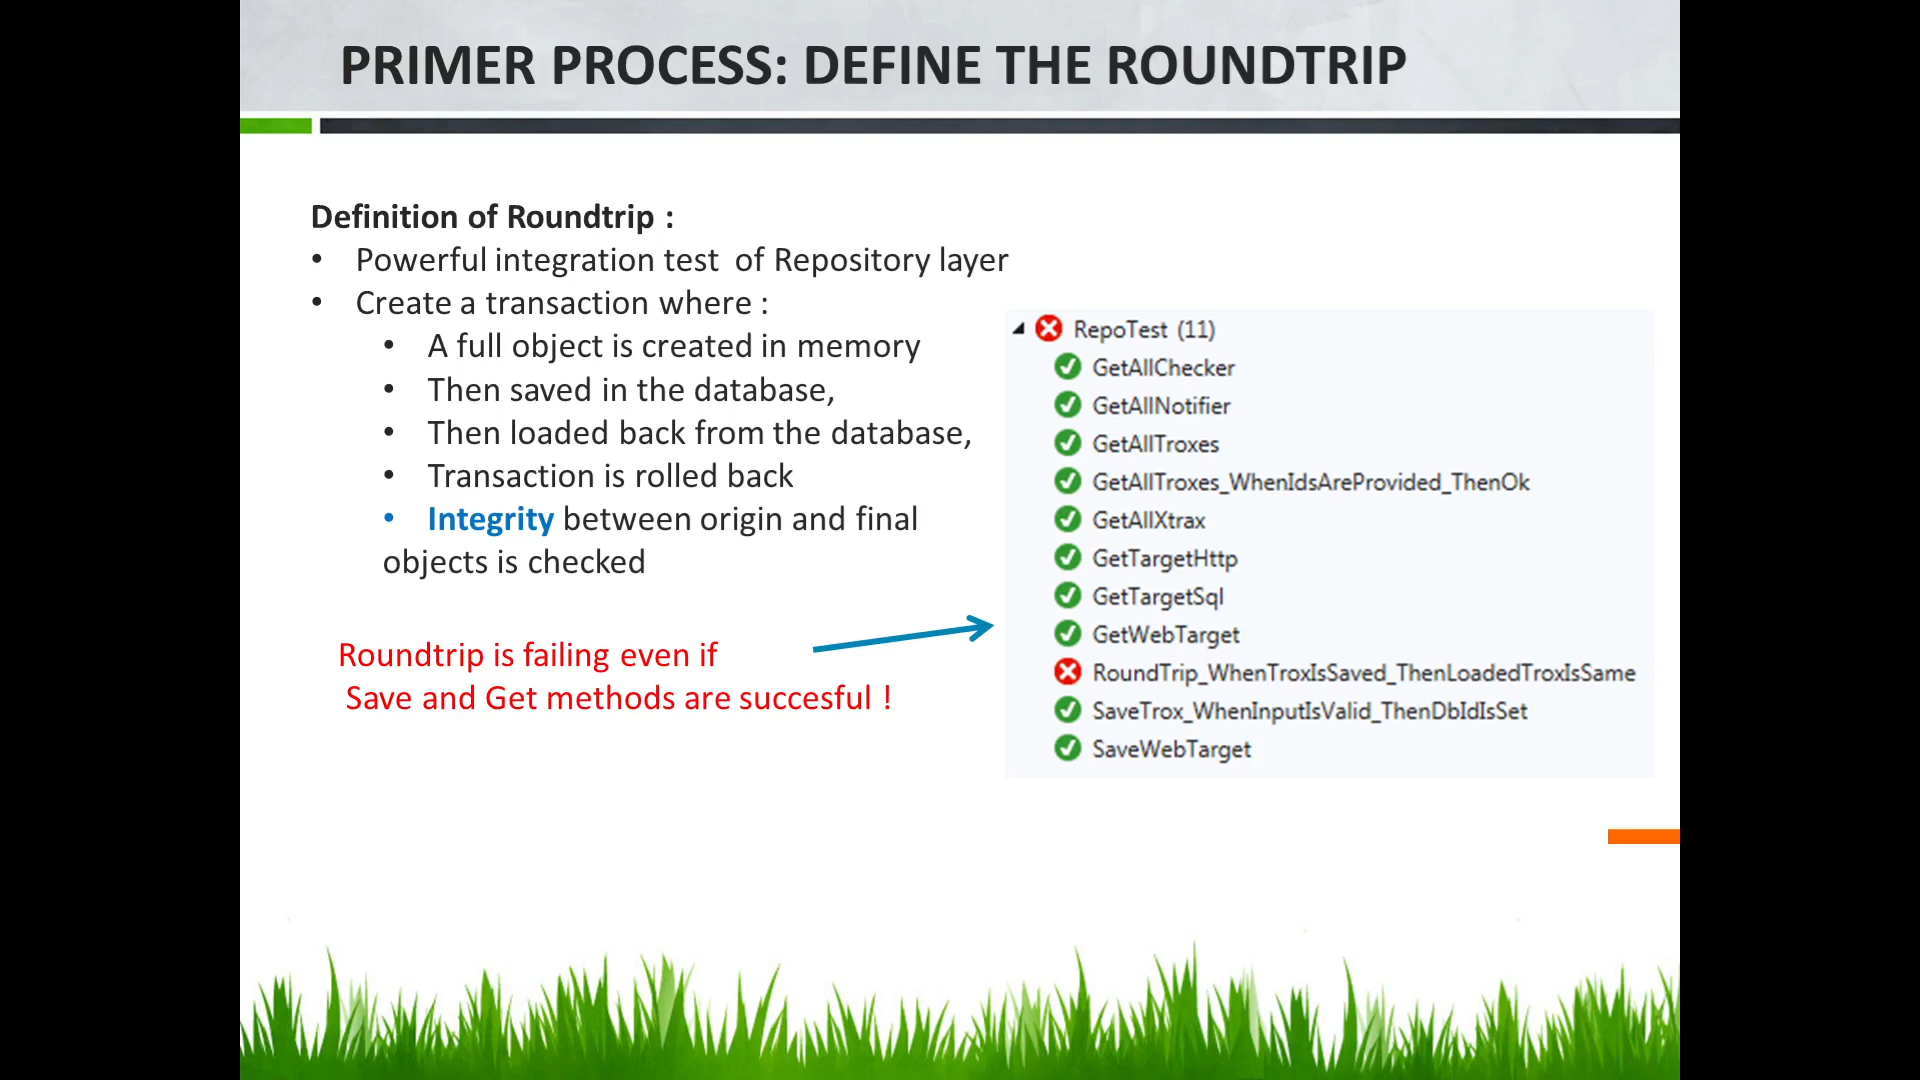 PRIMER PROCESS: DEFINE THE ROUNDTRIP
Definition of Roundtrip :
• Powerful integration test of Repository layer
• Create a transaction where :
• A full object is created in memory
• Then saved in the database,
• Then loaded back from the database,
• Transaction is rolled back
• Integrity between origin and final
objects is checked
Roundtrip is failing even if
Save and Get methods are succesful !
RepoTest (11)
GetAllChecker
GetAllNotifier
GetAllTroxes
GetAllTroxes_WhenIdsAreProvided_ThenOk
GetAllXtrax
GetTargetHttp
GetTargetSql
GetWebTarget
RoundTrip_WhenTroxIsSaved_ThenLoadedTroxIsSame
SaveTrox_WhenInputIsValid_ThenDbIdIsSet
SaveWebTarget